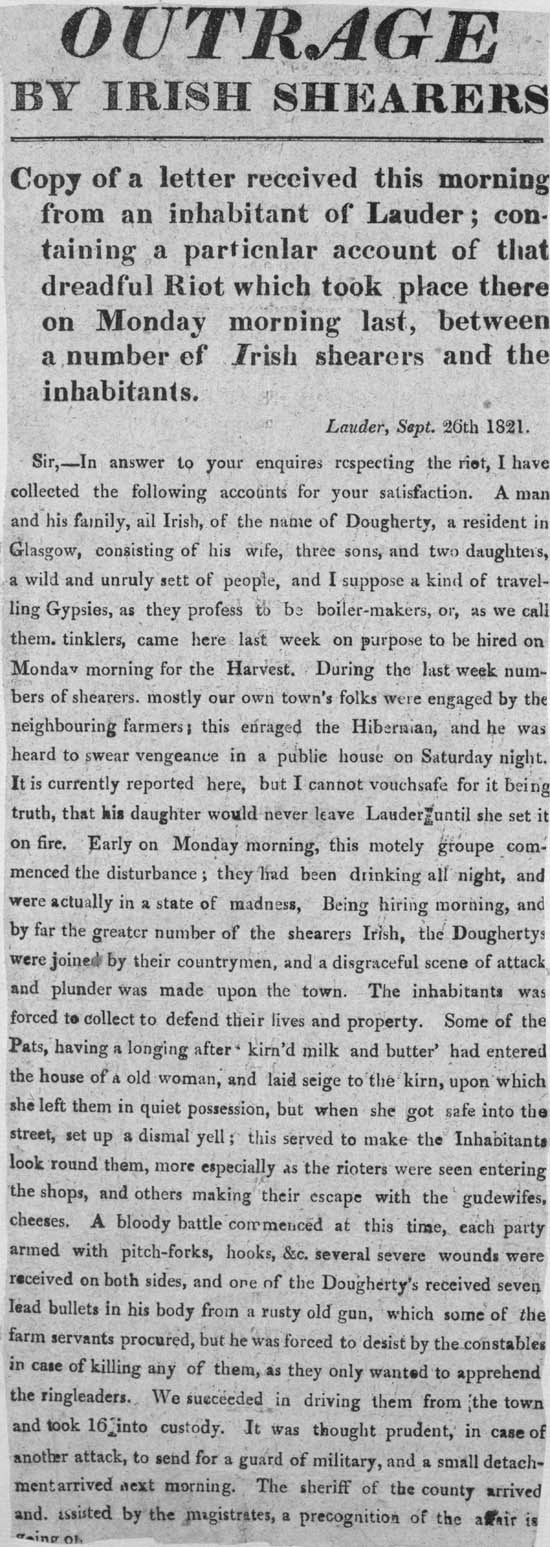 OUTRAGE
BY IRISH SHEARERS
Copy of a letter received this morning
from an inhabitant of Lauder; con-
taining a particnlar account of that
dreadful Riot which took place there
on Monday morning last, between
a number ef Irish shearers and the
inhabitants.
Lauder, Sept. 26th 1821.
Sir,—In answer to your enquires respecting the riot, I have
collected the following accounts for your satisfaction. A man
and his family, ail Irish, of the name of Dougherty, a resident in
Glasgow, consisting of his wife, three sons, and two daughters,
a wild and unruly sett of people, and I suppose a kind of travel-
ling Gypsies, as they profess to be boiler-makers, or, as we call
them. tinklers, came here last week on purpose to be hired on
Monday morning for the Harvest. During the last week num-
bers of shearers. mostly our own town's folks were engaged by the
neighbouring farmers; this enraged the Hibernian, and he was
heard to swear vengeance in a public house on Saturday night.
It is currently reported here, but I cannot vouchsafe for it being
truth, that his daughter would never leave Lauder until she set it
on fire. Early on Monday morning, this motely groupe com-
menced the disturbance; they had been drinking all night, and
were actually in a state of madness, Being hiring morning, and
by far the greater number of the shearers Irish, the Doughertys
were joined by their countrymen, and a disgraceful scene of attack
and plunder was made upon the town. The inhabitants was
forced to collect to defend their lives and property. Some of the
Pats, having a longing after ' kirn'd milk and butter' had entered
the house of a old woman, and laid seige to the kirn, upon which
she left them in quiet possession, but when she got safe into the
street, set up a dismal yell; this served to make the Inhabitants
look round them, more especially as the rioters were seen entering
the shops, and others making their escape with the gudewifes,
cheeses. A bloody battle commenced at this time, each party
armed with pitch-forks, hooks, &c. several severe wounds were
received on both sides, and one of the Dougherty's received seven
lead bullets in his body from a rusty old gun, which some of the
farm servants procured, but he was forced to desist by the constables
in case of killing any of them, as they only wanted to apprehend
the ringleaders. We succeeded in driving them from the town
and took 16 into custody. It was thought prudent, in case of
another attack, to send for a guard of military, and a small detach-
ment arrived next morning. The sheriff of the county arrived
and. assisted by the magistrates, a precognition of the affair is
going on